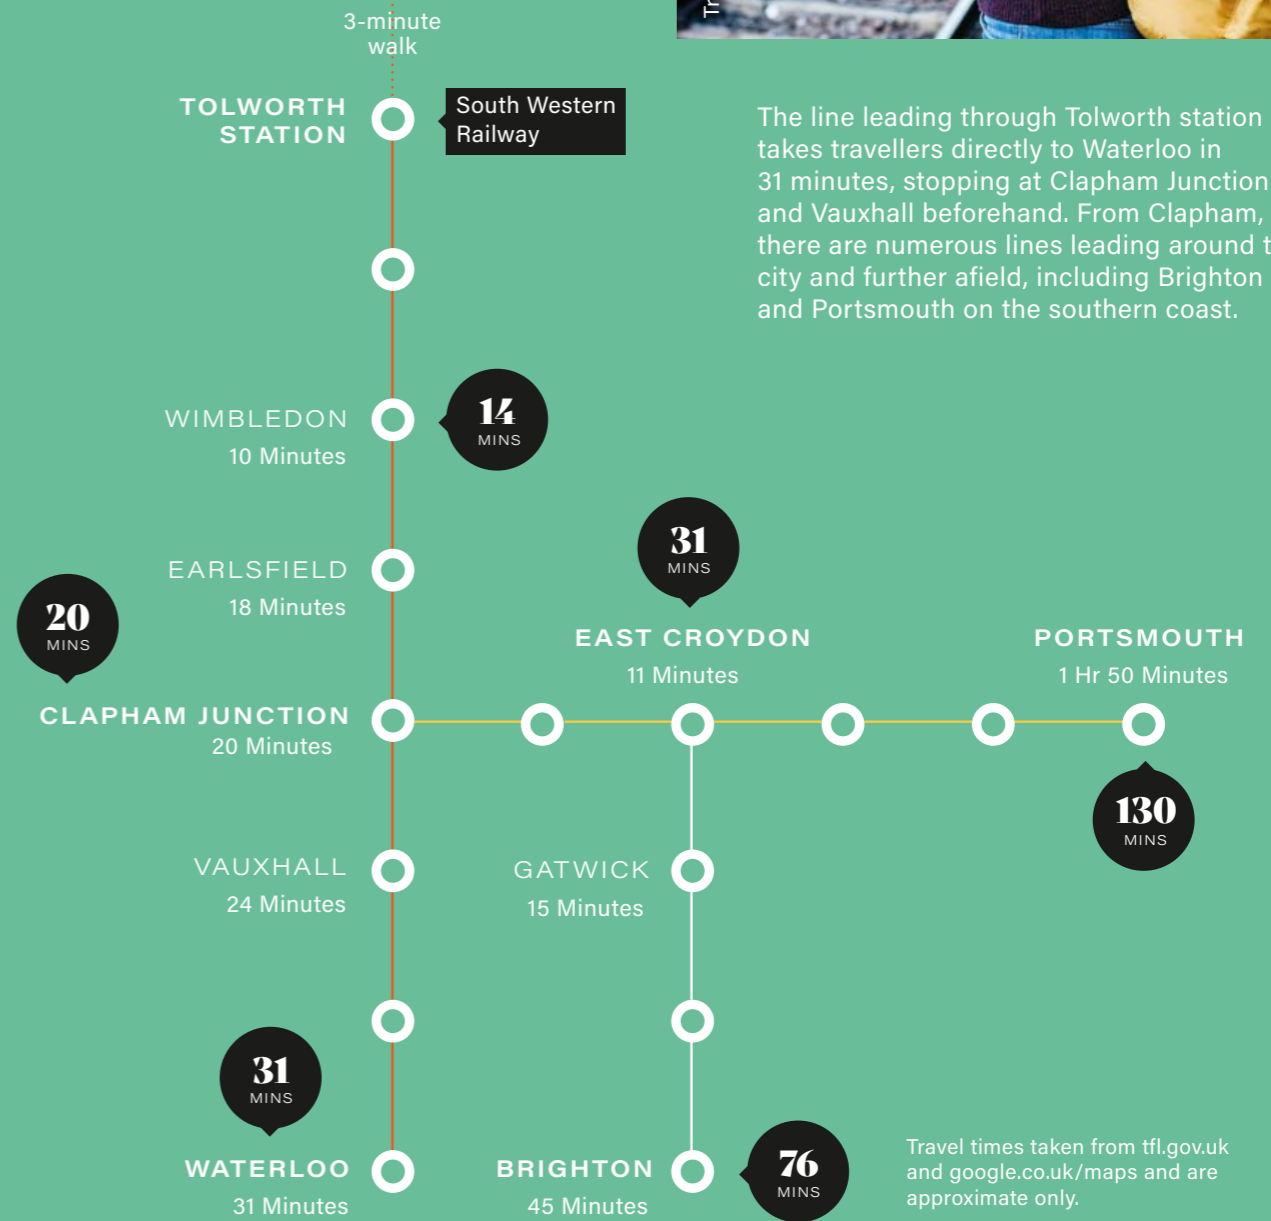 3-minute
walk
TOLWORTH
STATION
South Western
Railway
The line leading through Tolworth station
takes travellers directly to Waterloo in
31 minutes, stopping at Clapham Junction
and Vauxhall beforehand. From Clapham,
there are numerous lines leading around
city and further afield, including Brighton
and Portsmouth on the southern coast.
WIMBLEDON
10 Minutes
14
MINS
EARLSFIELD
18 Minutes
20
MINS
CLAPHAM JUNCTION
20 Minutes
31
MINS
EAST CROYDON
11 Minutes
PORTSMOUTH
1 Hr 50 Minutes
130
MINS
VAUXHALL
24 Minutes
GATWICK
15 Minutes
31
MINS
WATERLOO
31 Minutes
BRIGHTON
45 Minutes
76
MINS
Travel times taken from tfl.gov.uk
and google.co.uk/maps and are
approximate only.